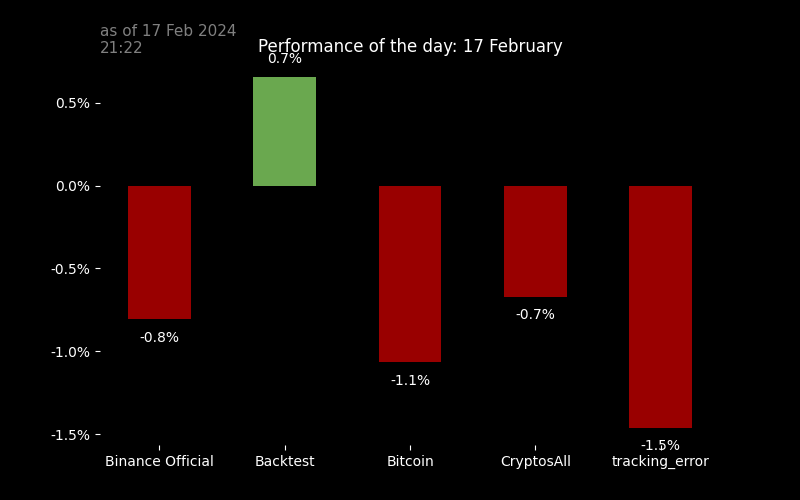 as of 17 Feb 2024
21:22
Performance of the day: 17 February
0.7%
0.5%
0.0%
-0.5%
-1.0%
-1.5%
-0.8%
-1.1%
-0.7%
-1.5%
Binance Official
Backtest
Bitcoin
CryptosAll
tracking_error